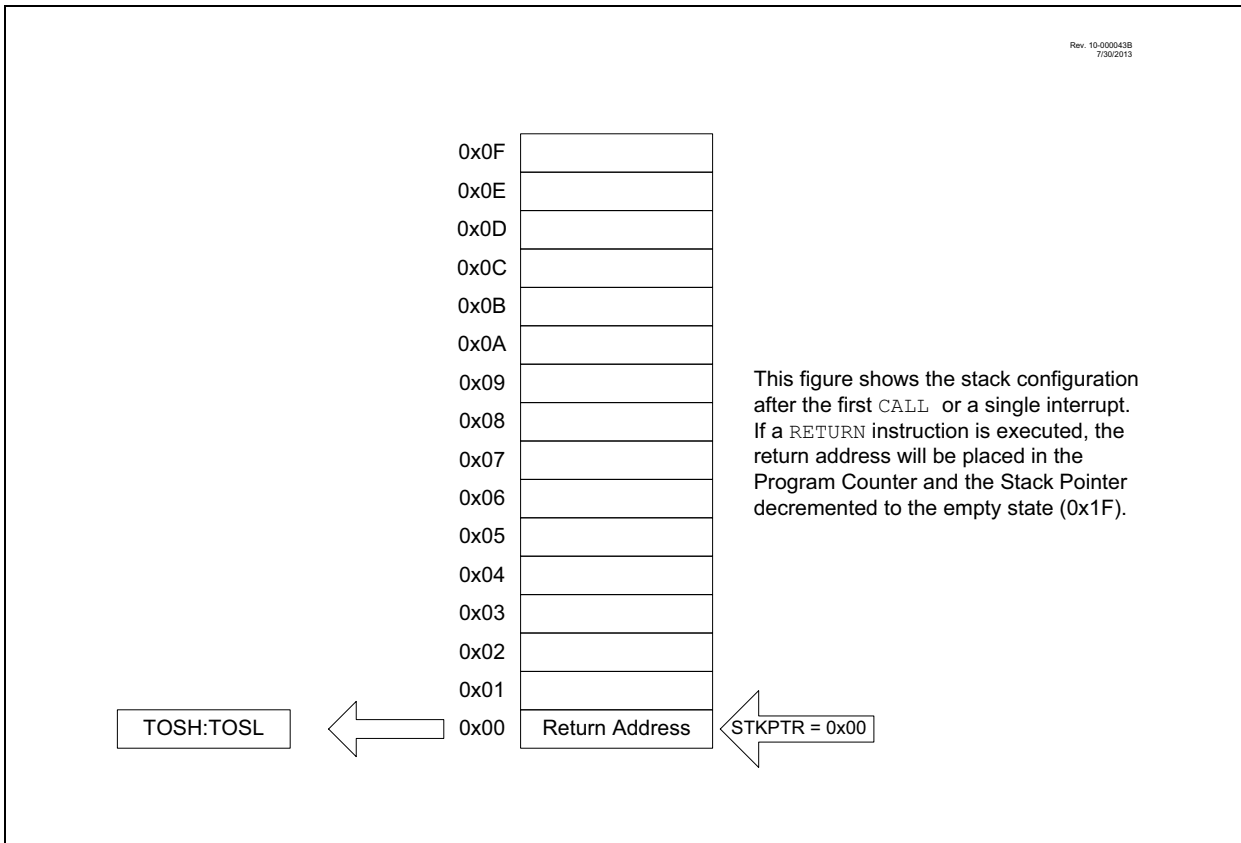 Rev. 10-000043B
7/30/2013
0x0F
0x0E
0x0D
0x0C
0x0B
0x0A
0x09
This figure shows the stack configuration
after the first CALL or a single interrupt.
0x08
If a RETURN instruction is executed, the
return address will be placed in the
0x07
Program Counter and the Stack Pointer
0x06
decremented to the empty state (0x1F).
0x05
0x04
0x03
0x02
0x01
TOSH:TOSL
0x00
Return Address
STKPTR = 0x00